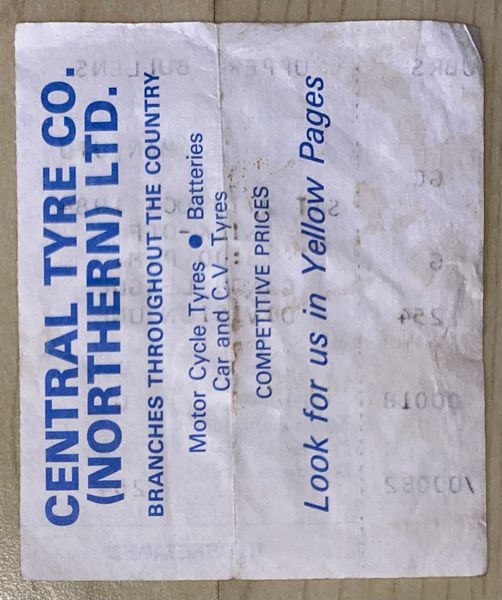 CENTRAL TYRE CO.
(NORTHERN) LTD.
BRANCHES THROUGHOUT THE COUNTRY
Motor Cycle Tyres ● Batteries
Car and C.V. Tyres
COMPETITIVE PRICES
Look for us in Yellow Pages